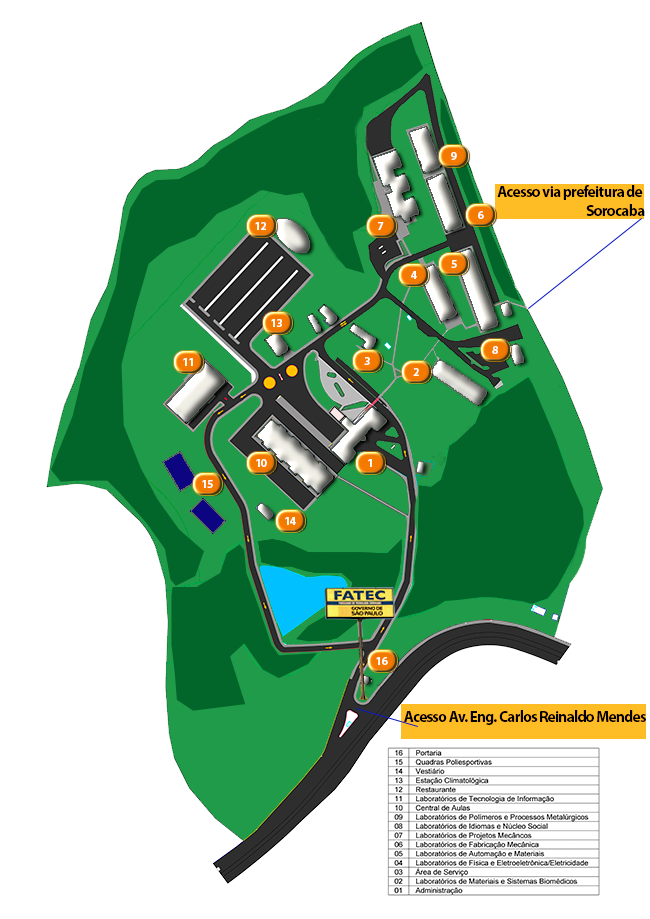 9
Acesso via prefeitura de
Sorocaba
6
12
7
5
4
13
8
3
11
2
1
10
15
14
FATEC
GOVERNO DE
SÃO PAULO
16
Acesso Av. Eng. Carlos Reinaldo Mendes
16 Portaria
15 Quadras Poliesportivas
14 Vestiário
13 Estação Climatológica
12 Restaurante
11 Laboratórios de Tecnologia de Informação
10 Central de Aulas
09 Laboratórios de Polímeros e Processos Metalúrgicos
08 Laboratórios de Idiomas e Núcleo Social
07 Laboratórios de Projetos Mecâncos
06 Laboratórios de Fabricação Mecânica
05 Laboratórios de Automação e Materiais
04 Laboratórios de Física e Eletroeletrônica/Eletricidade
03 Área de Serviço
02 Laboratórios de Materiais e Sistemas Biomédicos
01 Administração